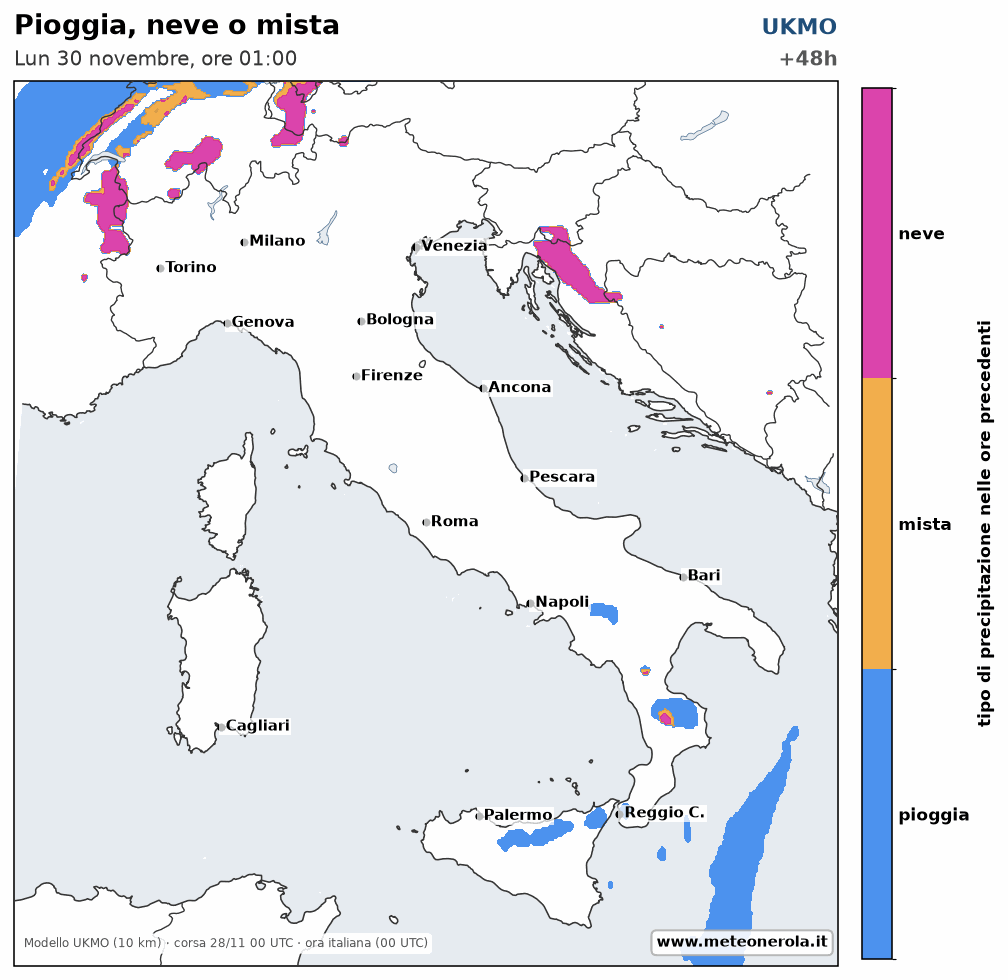 Pioggia, neve o mista
UKMO
Lun 30 novembre, ore 01:00
+48h
Milano
Venezia
Torino
Genova
Bologna
Firenze
Ancona
Pescara
Roma
Bari
Napoli
Cagliari
Palermo
Reggio C.
neve
mista
pioggia
tipo di precipitazione nelle ore precedenti
Modello UKMO (10 km) · corsa 28/11 00 UTC · ora italiana (00 UTC)
www.meteonerola.it